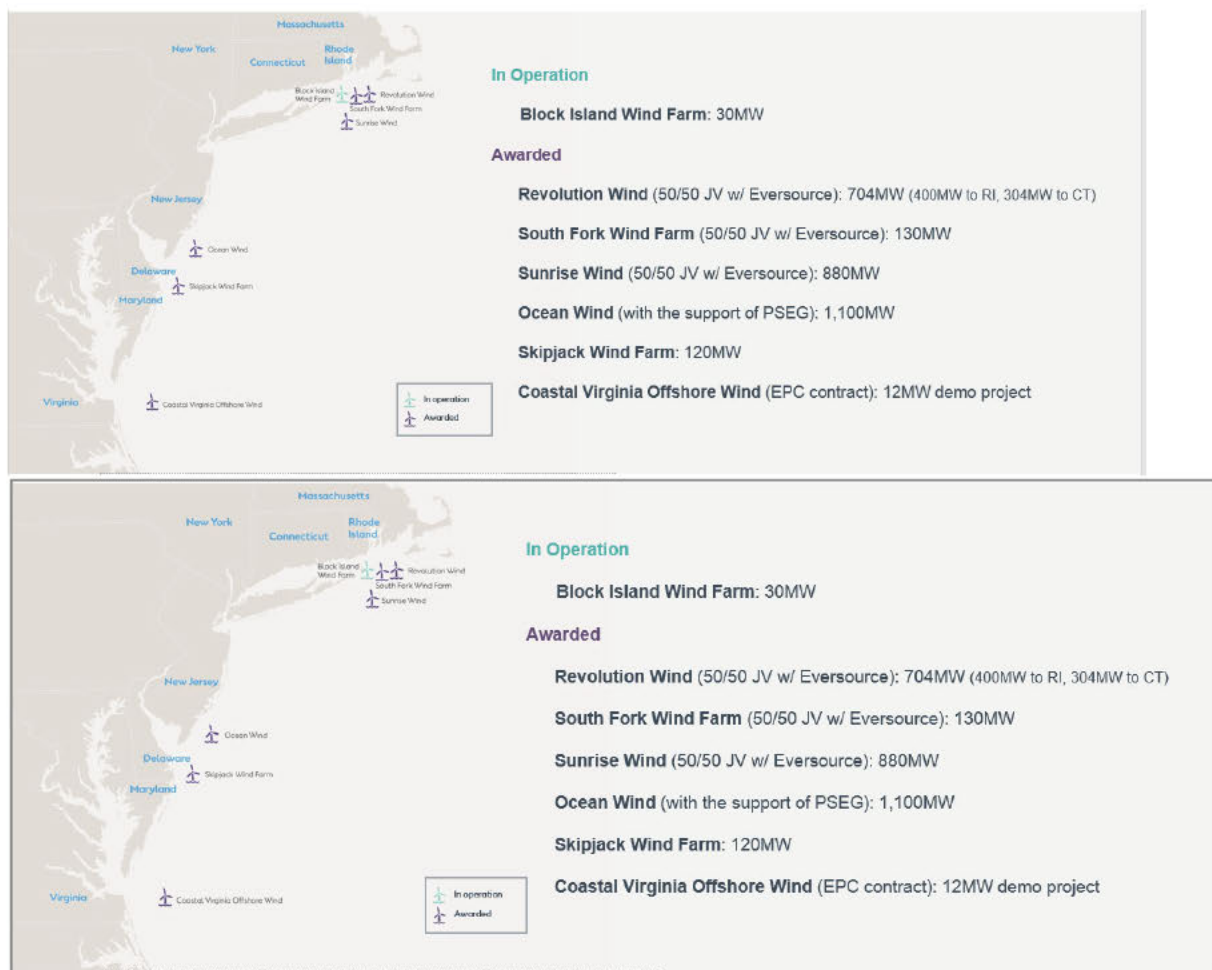 Massachusetts
New York
Rhode
Island
Connecticut
Block Island
Wind Farm
Revolution Wind
South Fork Wind Farm
Sunrise Wind
New Jersey
Ocean Wind
Delaware
Skipjack Wind Farm
Maryland
Virginia
Coastal Virginia Offshore Wind
In operation
Awarded
In Operation
Block Island Wind Farm: 30MW
Awarded
Revolution Wind (50/50 JV w/ Eversource): 704MW (400MW to RI, 304MW to CT)
South Fork Wind Farm (50/50 JV w/ Eversource): 130MW
Sunrise Wind (50/50 JV w/ Eversource): 880MW
Ocean Wind (with the support of PSEG): 1,100MW
Skipjack Wind Farm: 120MW
Coastal Virginia Offshore Wind (EPC contract): 12MW demo project
Massachusetts
New York
Rhode
Island
Connecticut
Block Island
Wind Farm
Revolution Wind
South Fork Wind Farm
Sunrise Wind
New Jersey
Ocean Wind
Delaware
Skipjack Wind Farm
Maryland
Virginia
Coastal Virginia Offshore Wind
In operation
Awarded
In Operation
Block Island Wind Farm: 30MW
Awarded
Revolution Wind (50/50 JV w/ Eversource): 704MW (400MW to RI, 304MW to CT)
South Fork Wind Farm (50/50 JV w/ Eversource): 130MW
Sunrise Wind (50/50 JV w/ Eversource): 880MW
Ocean Wind (with the support of PSEG): 1,100MW
Skipjack Wind Farm: 120MW
Coastal Virginia Offshore Wind (EPC contract): 12MW demo project